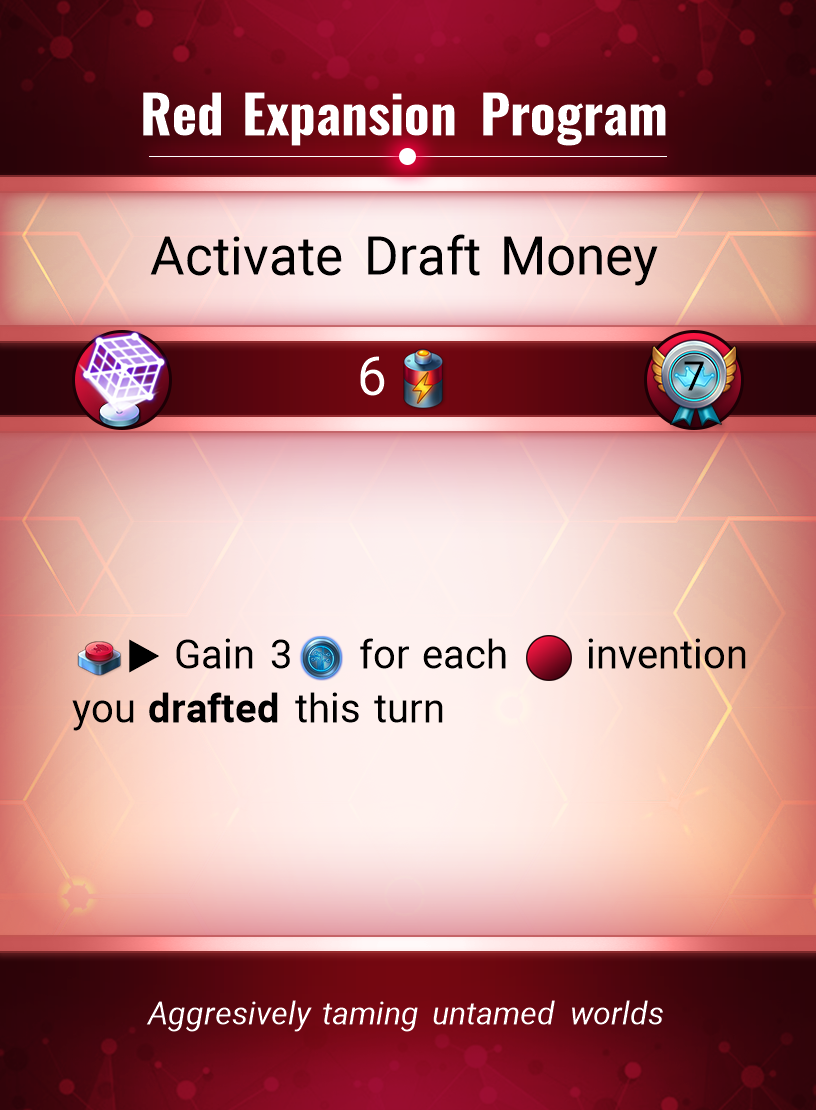 Red Expansion Program
Activate Draft Money
6
7
▶ Gain 3 for each invention
you drafted this turn
Aggresively taming untamed worlds